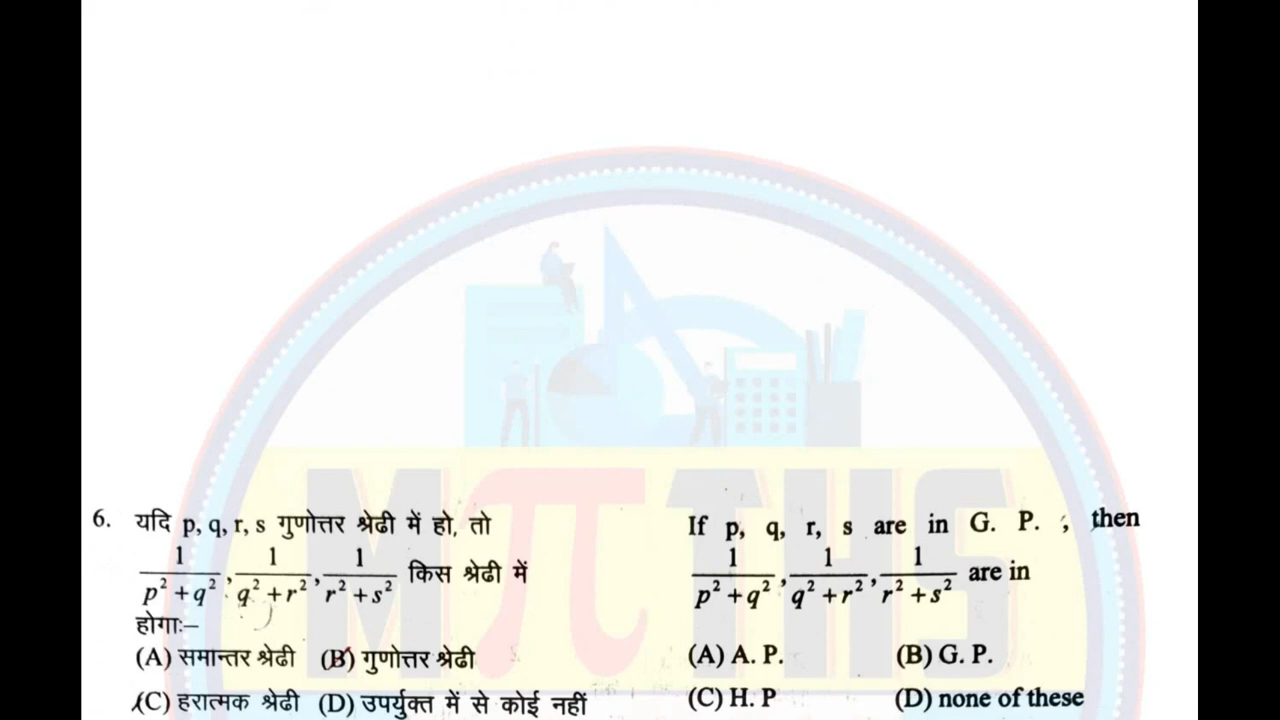 MπTHS
6. यदि p, q, r, s गुणोत्तर श्रेढी में हो, तो
1/(p² + q²), 1/(q² + r²), 1/(r² + s²) किस श्रेढी में
होगाः–
(A) समान्तर श्रेढी (B) गुणोत्तर श्रेढी
(C) हरात्मक श्रेढी (D) उपर्युक्त में से कोई नहीं
If p, q, r, s are in G. P. , then
1/(p² + q²), 1/(q² + r²), 1/(r² + s²) are in
(A) A. P. (B) G. P.
(C) H. P (D) none of these